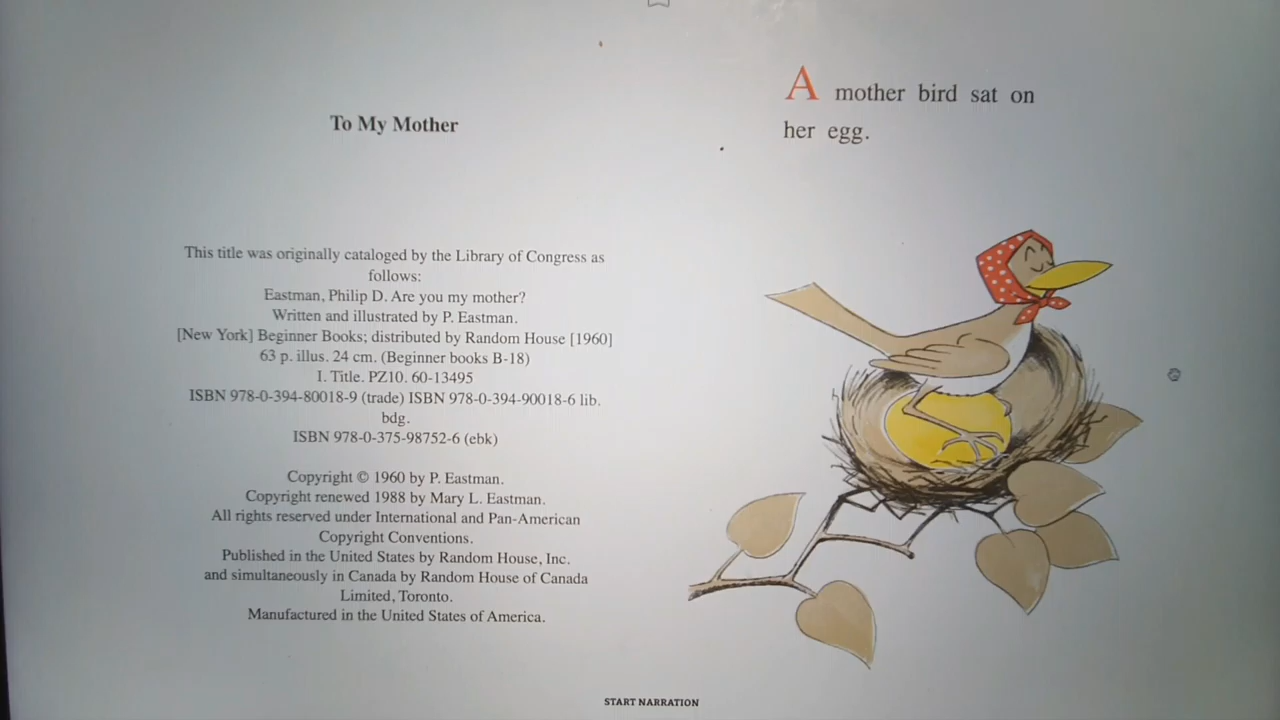 To My Mother
This title was originally cataloged by the Library of Congress as
follows:
Eastman, Philip D. Are you my mother?
Written and illustrated by P. Eastman.
[New York] Beginner Books; distributed by Random House [1960]
63 p. illus. 24 cm. (Beginner books B-18)
I. Title. PZ10. 60-13495
ISBN 978-0-394-80018-9 (trade) ISBN 978-0-394-90018-6 lib.
bdg.
ISBN 978-0-375-98752-6 (ebk)
Copyright © 1960 by P. Eastman.
Copyright renewed 1988 by Mary L. Eastman.
All rights reserved under International and Pan-American
Copyright Conventions.
Published in the United States by Random House, Inc.
and simultaneously in Canada by Random House of Canada
Limited, Toronto.
Manufactured in the United States of America.
A mother bird sat on
her egg.
START NARRATION